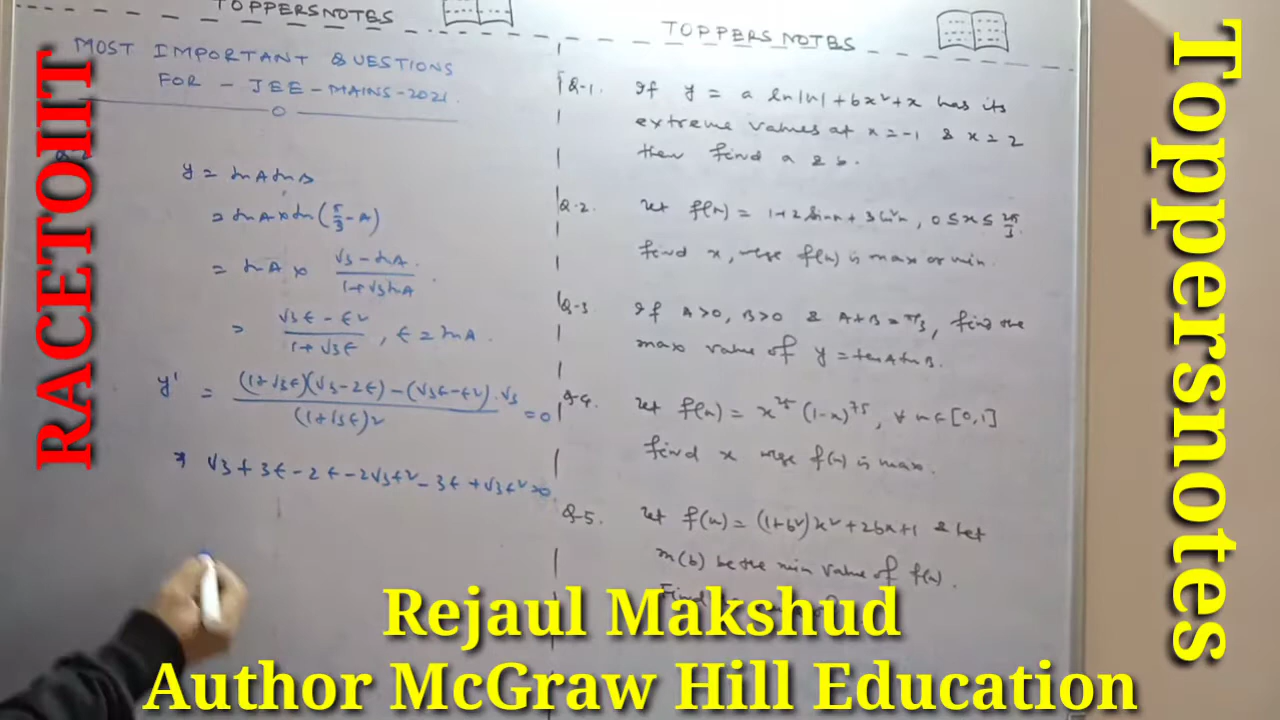 TOPPERSNOTES
MOST IMPORTANT QUESTIONS
FOR - JEE-MAINS-2021.
y = tanA tanB
= tanA × tan(π/3 - A)
= tanA × (√3 - tanA)/(1+√3 tanA)
= (√3t - t²)/(1+√3t), t = tanA.
y' = ((1+√3t)(√3-2t) - (√3t-t²).√3)/(1+√3t)² = 0
⇒ √3 + 3t - 2t - 2√3t² - 3t + √3t² = 0
TOPPERSNOTES
Q-1. If y = a ln|x| + bx² + x has its
extreme values at x = -1 & x = 2
then find a & b.
Q-2. Let f(x) = 1+2 sinx + 3cos²x, 0 ≤ x ≤ 2π/3.
find x, where f(x) is max or min.
Q-3 If A>0, B>0 & A+B = π/3, find the
max value of y = tanA tanB.
Q-4. Let f(x) = x²⁵ (1-x)⁷⁵, ∀ x ∈ [0,1]
find x where f(x) is max.
Q-5. Let f(x) = (1+b²)x² + 2bx + 1 & let
m(b) be the min value of f(x).
Find
RACETOIIT
Toppersnotes
Rejaul Makshud
Author McGraw Hill Education